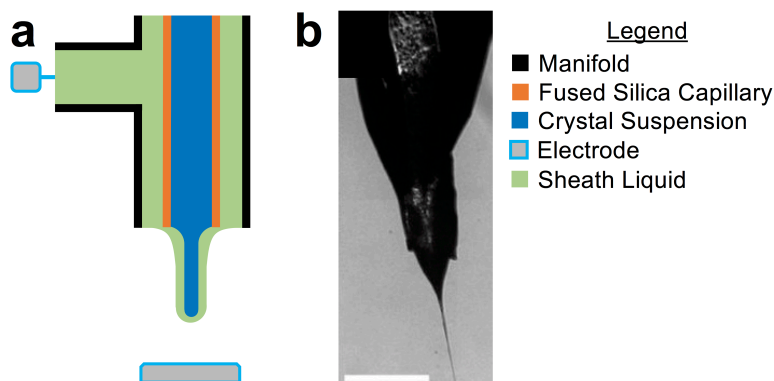 a
b
Legend
Manifold
Fused Silica Capillary
Crystal Suspension
Electrode
Sheath Liquid